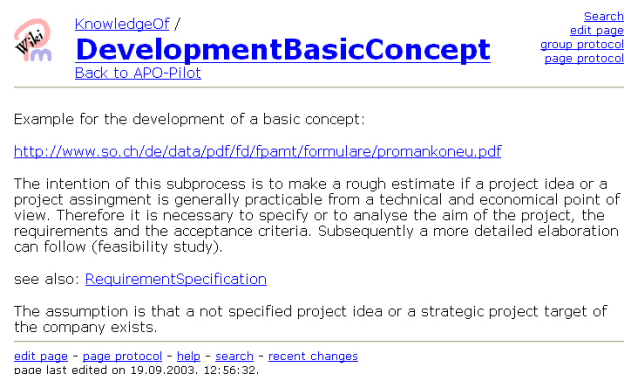 Wiki
m
KnowledgeOf /
DevelopmentBasicConcept
Back to APO-Pilot
Search
edit page
group protocol
page protocol
Example for the development of a basic concept:
http://www.so.ch/de/data/pdf/fd/fpamt/formulare/promankoneu.pdf
The intention of this subprocess is to make a rough estimate if a project idea or a
project assingment is generally practicable from a technical and economical point of
view. Therefore it is necessary to specify or to analyse the aim of the project, the
requirements and the acceptance criteria. Subsequently a more detailed elaboration
can follow (feasibility study).
see also: RequirementSpecification
The assumption is that a not specified project idea or a strategic project target of
the company exists.
edit page - page protocol - help - search - recent changes
page last edited on 19.09.2003, 12:56:32.